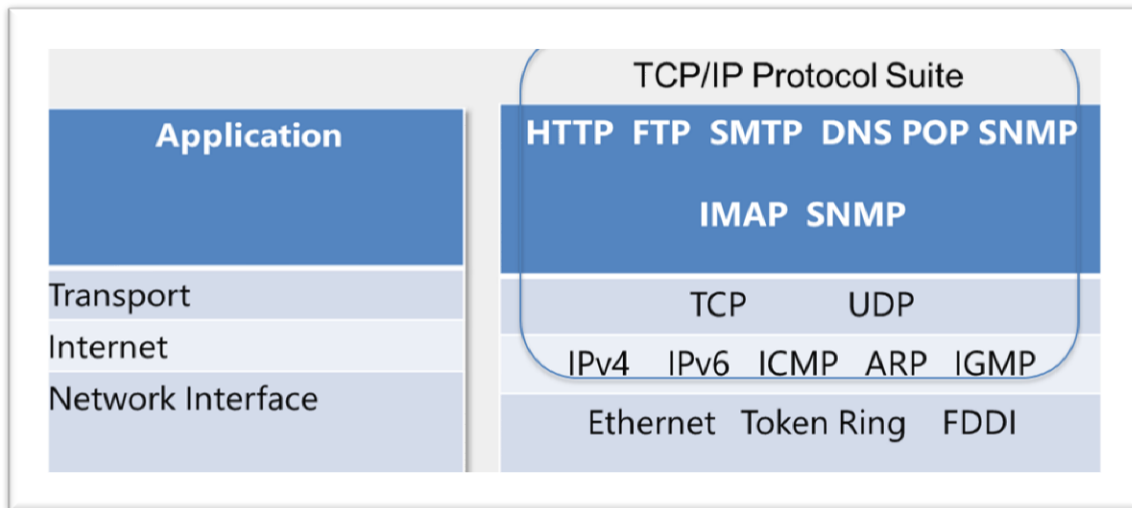 TCP/IP Protocol Suite
Application
HTTP FTP SMTP DNS POP SNMP
IMAP SNMP
Transport
TCP UDP
Internet
IPv4 IPv6 ICMP ARP IGMP
Network Interface
Ethernet Token Ring FDDI